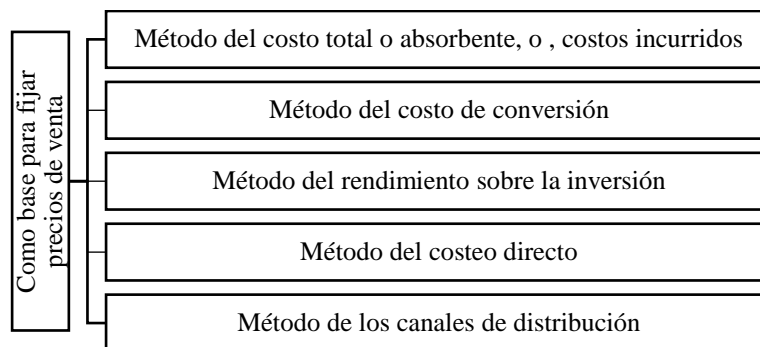 Como base para fijar
precios de venta
Método del costo total o absorbente, o , costos incurridos
Método del costo de conversión
Método del rendimiento sobre la inversión
Método del costeo directo
Método de los canales de distribución